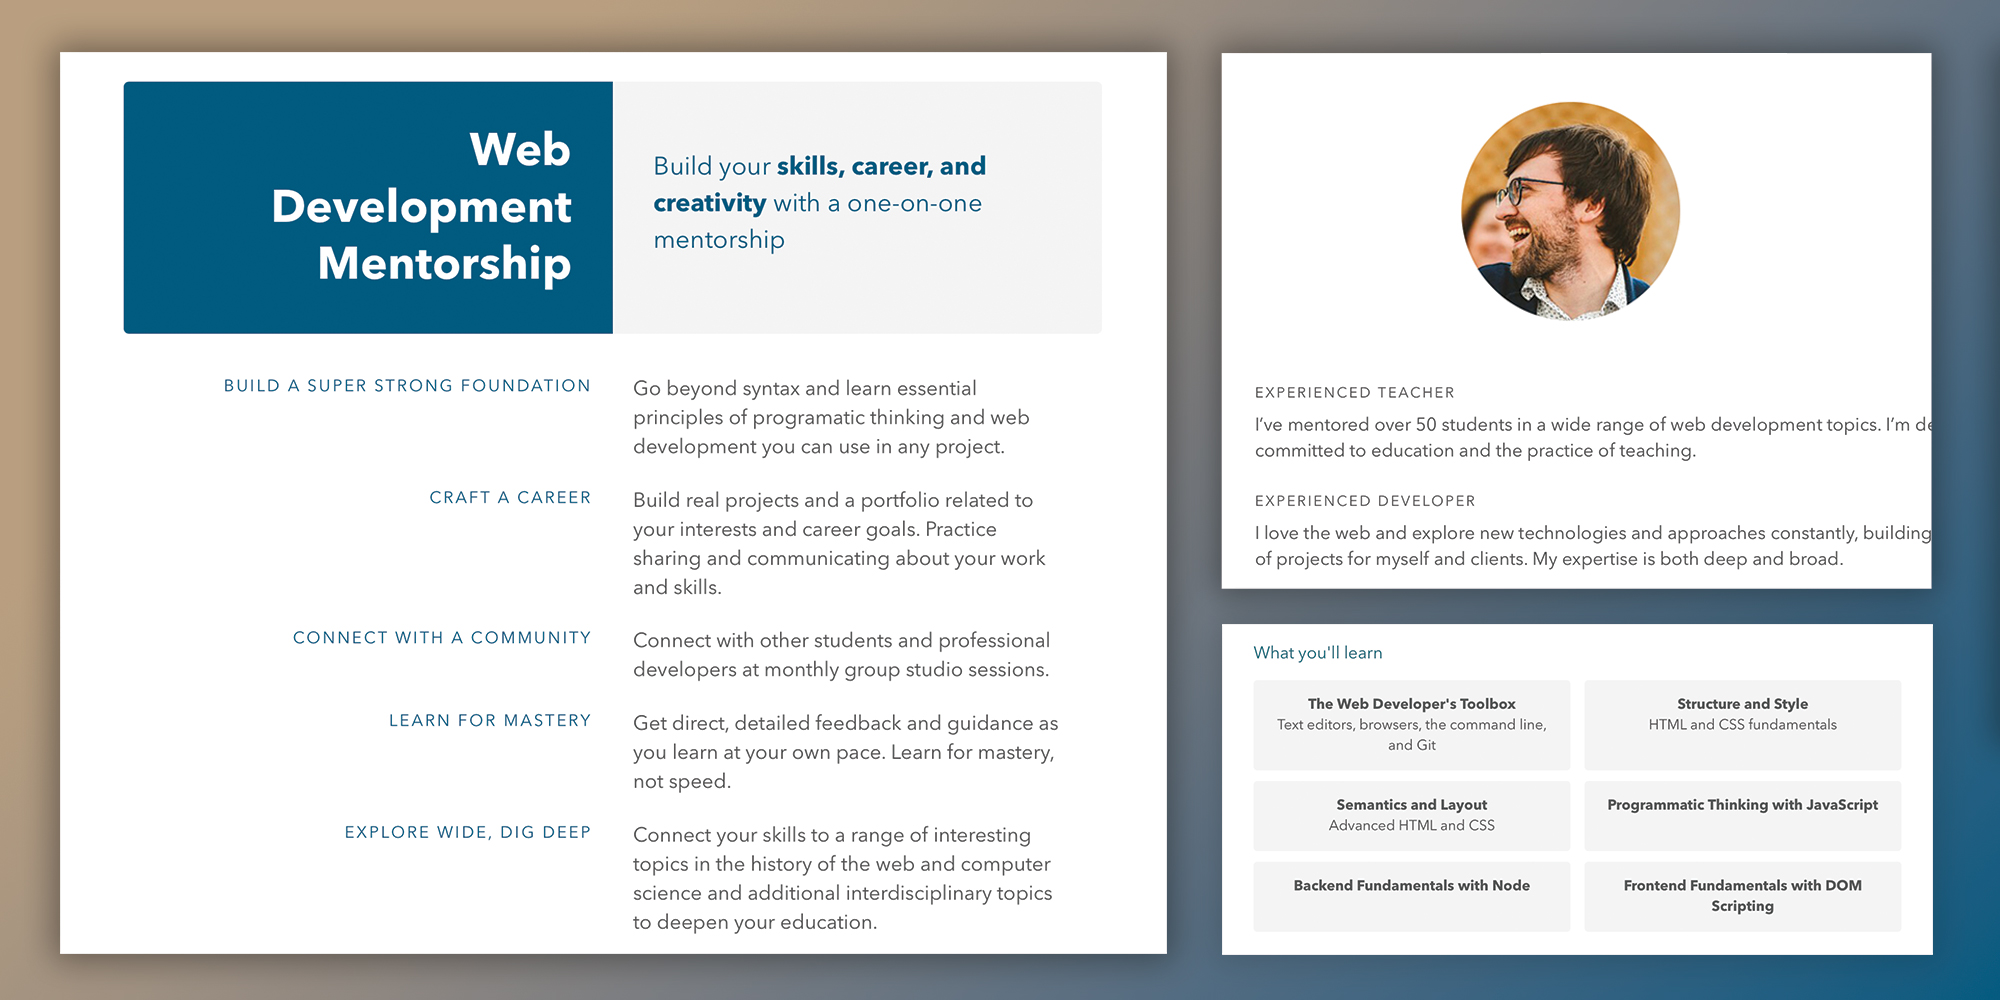 Web
Development
Mentorship
Build your skills, career, and
creativity with a one-on-one
mentorship
BUILD A SUPER STRONG FOUNDATION
Go beyond syntax and learn essential
principles of programatic thinking and web
development you can use in any project.
CRAFT A CAREER
Build real projects and a portfolio related to
your interests and career goals. Practice
sharing and communicating about your work
and skills.
CONNECT WITH A COMMUNITY
Connect with other students and professional
developers at monthly group studio sessions.
LEARN FOR MASTERY
Get direct, detailed feedback and guidance as
you learn at your own pace. Learn for mastery,
not speed.
EXPLORE WIDE, DIG DEEP
Connect your skills to a range of interesting
topics in the history of the web and computer
science and additional interdisciplinary topics
to deepen your education.
EXPERIENCED TEACHER
I’ve mentored over 50 students in a wide range of web development topics. I’m
committed to education and the practice of teaching.
EXPERIENCED DEVELOPER
I love the web and explore new technologies and approaches constantly, building
of projects for myself and clients. My expertise is both deep and broad.
What you'll learn
The Web Developer's Toolbox
Text editors, browsers, the command line,
and Git
Structure and Style
HTML and CSS fundamentals
Semantics and Layout
Advanced HTML and CSS
Programmatic Thinking with JavaScript
Backend Fundamentals with Node
Frontend Fundamentals with DOM
Scripting